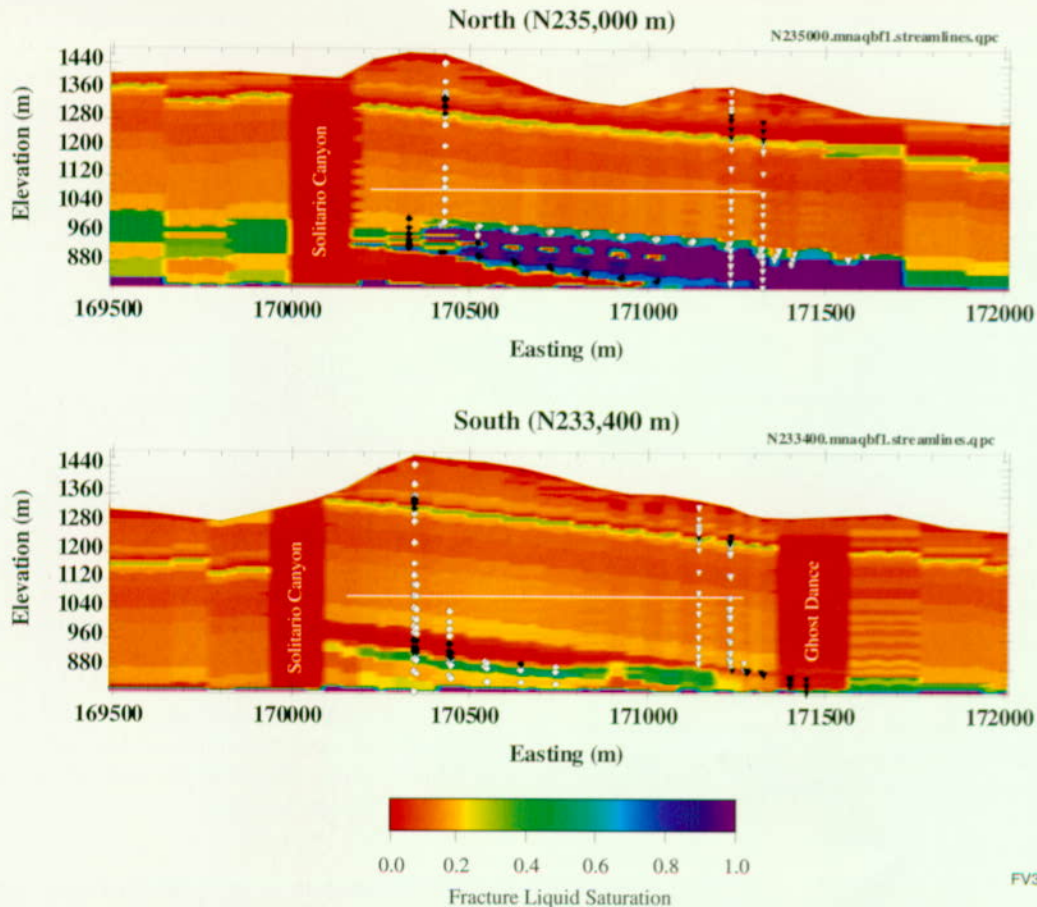 North (N235,000 m)
N235000.mnaqbf1.streamlines.qpc
Elevation (m)
1440
1360
1280
1200
1120
1040
960
880
Solitario Canyon
169500 170000 170500 171000 171500 172000
Easting (m)
South (N233,400 m)
N233400.mnaqbf1.streamlines.qpc
Elevation (m)
1440
1360
1280
1200
1120
1040
960
880
Solitario Canyon
Ghost Dance
169500 170000 170500 171000 171500 172000
Easting (m)
0.0 0.2 0.4 0.6 0.8 1.0
Fracture Liquid Saturation
FV3